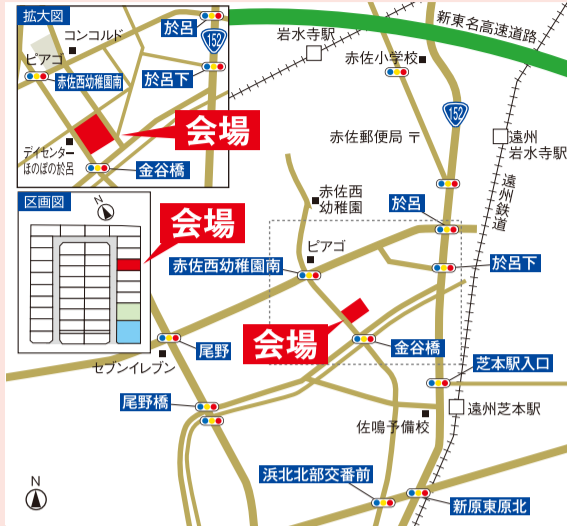 拡大図
コンコルド
ピアゴ
赤佐西幼稚園南
於呂
152
於呂下
会場
デイセンター
ほのぼの於呂
金谷橋
区画図
N
会場
岩水寺駅
新東名高速道路
赤佐小学校
152
赤佐郵便局 〒
遠州
岩水寺駅
遠州鉄道
赤佐西
幼稚園
於呂
ピアゴ
赤佐西幼稚園南
於呂下
会場
金谷橋
尾野
セブンイレブン
芝本駅入口
尾野橋
遠州芝本駅
佐鳴予備校
浜北北部交番前
新原東原北
N